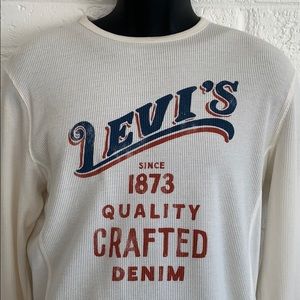 LEVI'S
SINCE
1873
QUALITY
CRAFTED
DENIM